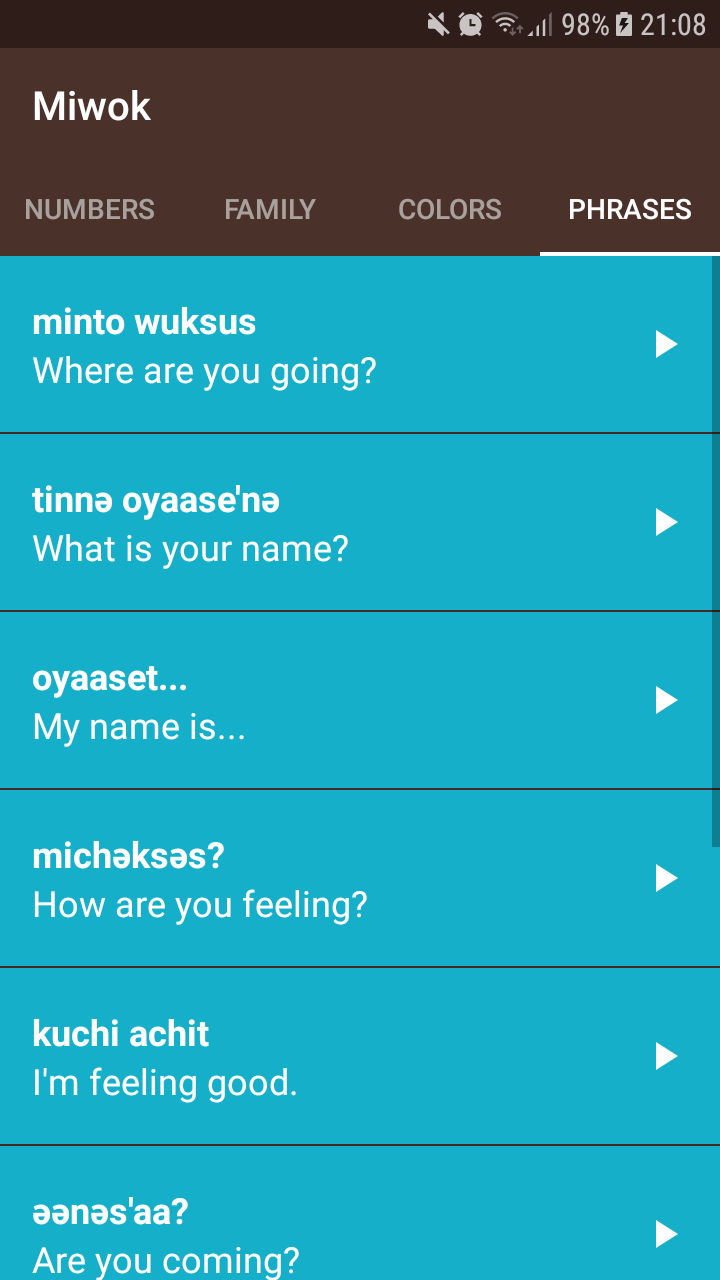 98% 21:08
Miwok
NUMBERS FAMILY COLORS PHRASES
minto wuksus
Where are you going?
tinnə oyaase'nə
What is your name?
oyaaset...
My name is...
michəksəs?
How are you feeling?
kuchi achit
I'm feeling good.
əənəs'aa?
Are you coming?